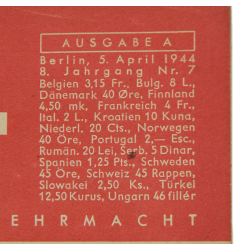 AUSGABE A
Berlin, 5. April 1944
8. Jahrgang Nr. 7
Belgien 3,15 Fr., Bulg. 8 L.,
Dänemark 40 Öre, Finnland
4,50 mk, Frankreich 4 Fr.,
Ital. 2 L., Kroatien 10 Kuna,
Niederl. 20 Cts., Norwegen
40 Öre, Portugal 2,— Esc.,
Rumän. 20 Lei, Serb. 5 Dinar,
Spanien 1,25 Pts., Schweden
45 Öre, Schweiz 45 Rappen,
Slowakei 2,50 Ks., Türkei
12,50 Kurus, Ungarn 46 fillér
EHRMACHT